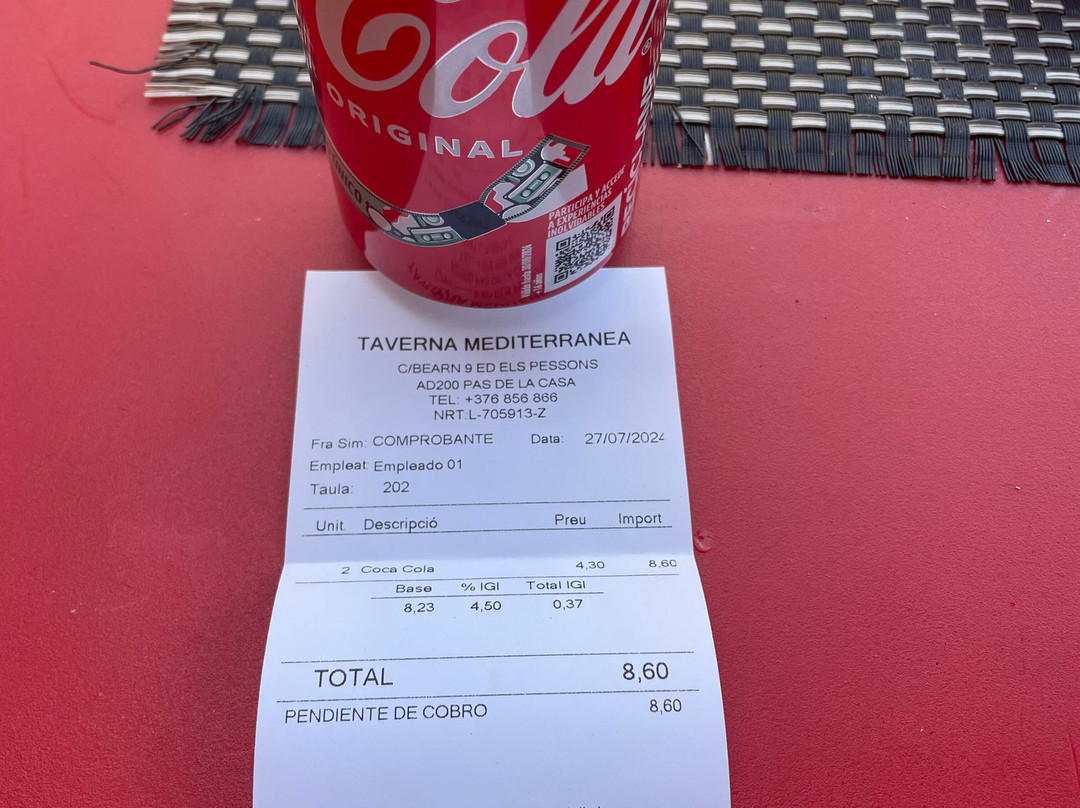 Cola®
ORIGINAL
PARTICIPA Y ACCEDE
A EXPERIENCIAS
INOLVIDABLES
TAVERNA MEDITERRANEA
C/BEARN 9 ED ELS PESSONS
AD200 PAS DE LA CASA
TEL: +376 856 866
NRT:L-705913-Z
Fra Sim: COMPROBANTE Data: 27/07/2024
Empleat: Empleado 01
Taula: 202
Unit. Descripció Preu Import
2 Coca Cola 4,30 8,60
Base % IGI Total IGI
8,23 4,50 0,37
TOTAL 8,60
PENDIENTE DE COBRO 8,60